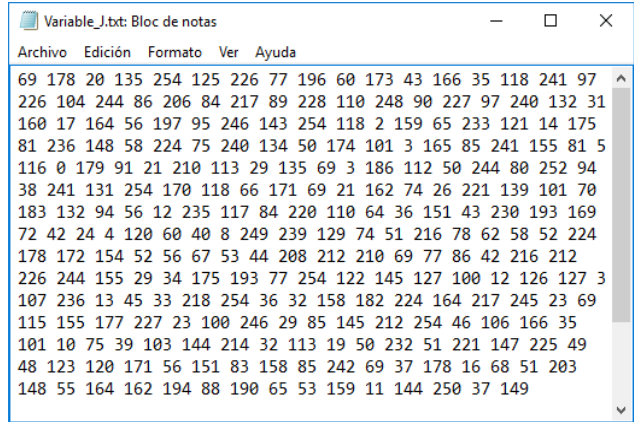 Variable_J.txt: Bloc de notas
Archivo Edición Formato Ver Ayuda
69 178 20 135 254 125 226 77 196 60 173 43 166 35 118 241 97
226 104 244 86 206 84 217 89 228 110 248 90 227 97 240 132 31
160 17 164 56 197 95 246 143 254 118 2 159 65 233 121 14 175
81 236 148 58 224 75 240 134 50 174 101 3 165 85 241 155 81 5
116 0 179 91 21 210 113 29 135 69 3 186 112 50 244 80 252 94
38 241 131 254 170 118 66 171 69 21 162 74 26 221 139 101 70
183 132 94 56 12 235 117 84 220 110 64 36 151 43 230 193 169
72 42 24 4 120 60 40 8 249 239 129 74 51 216 78 62 58 52 224
178 172 154 52 56 67 53 44 208 212 210 69 77 86 42 216 212
226 244 155 29 34 175 193 77 254 122 145 127 100 12 126 127 3
107 236 13 45 33 218 254 36 32 158 182 224 164 217 245 23 69
115 155 177 227 23 100 246 29 85 145 212 254 46 106 166 35
101 10 75 39 103 144 214 32 113 19 50 232 51 221 147 225 49
48 123 120 171 56 151 83 158 85 242 69 37 178 16 68 51 203
148 55 164 162 194 88 190 65 53 159 11 144 250 37 149